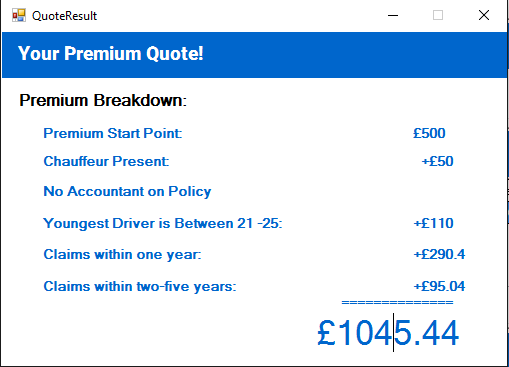 QuoteResult
Your Premium Quote!
Premium Breakdown:
Premium Start Point: £500
Chauffeur Present: +£50
No Accountant on Policy
Youngest Driver is Between 21 -25: +£110
Claims within one year: +£290.4
Claims within two-five years: +£95.04
==============
£1045.44